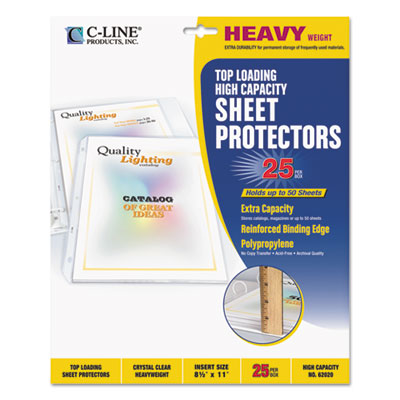 C-LINE®
PRODUCTS, INC.
HEAVY WEIGHT
EXTRA DURABILITY for permanent storage of frequently used materials.
TOP LOADING
HIGH CAPACITY
SHEET
PROTECTORS
25 PER BOX
Holds up to 50 Sheets
Extra Capacity
Stores catalogs, magazines or up to 50 sheets
Reinforced Binding Edge
Polypropylene
No Copy Transfer • Acid-Free • Archival Quality
Quality
Lighting
Quality
Lighting
CATALOG
OF GREAT
IDEAS
TOP LOADING
SHEET PROTECTORS
CRYSTAL CLEAR
HEAVYWEIGHT
INSERT SIZE
8½" X 11"
25 PER BOX
HIGH CAPACITY
NO. 62020